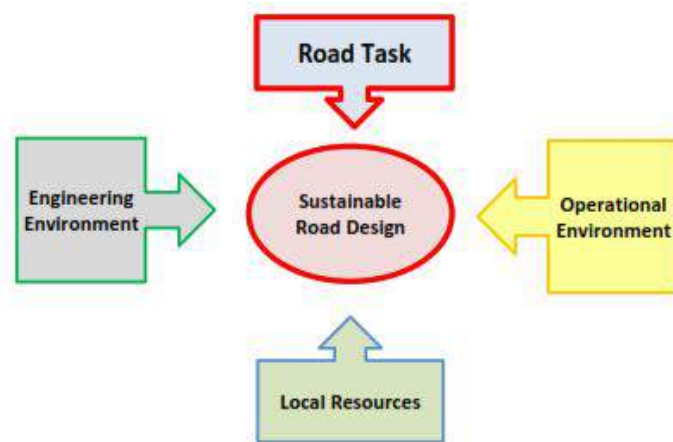 Road Task
Engineering
Environment
Sustainable
Road Design
Operational
Environment
Local Resources